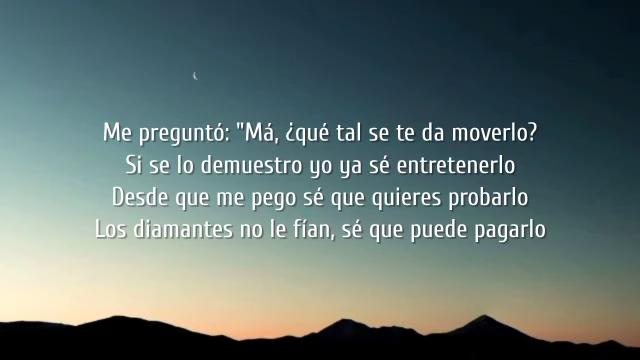 Me preguntó: "Má, ¿qué tal se te da moverlo?
Si se lo demuestro yo ya sé entretenerlo
Desde que me pego sé que quieres probarlo
Los diamantes no le fían, sé que puede pagarlo